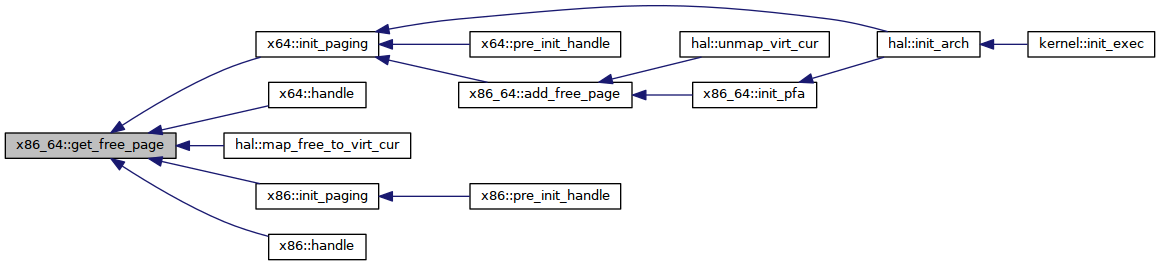 x86_64::get_free_page
x64::init_paging
x64::handle
hal::map_free_to_virt_cur
x86::init_paging
x86::handle
x64::pre_init_handle
x86_64::add_free_page
x86::pre_init_handle
hal::unmap_virt_cur
x86_64::init_pfa
hal::init_arch
kernel::init_exec